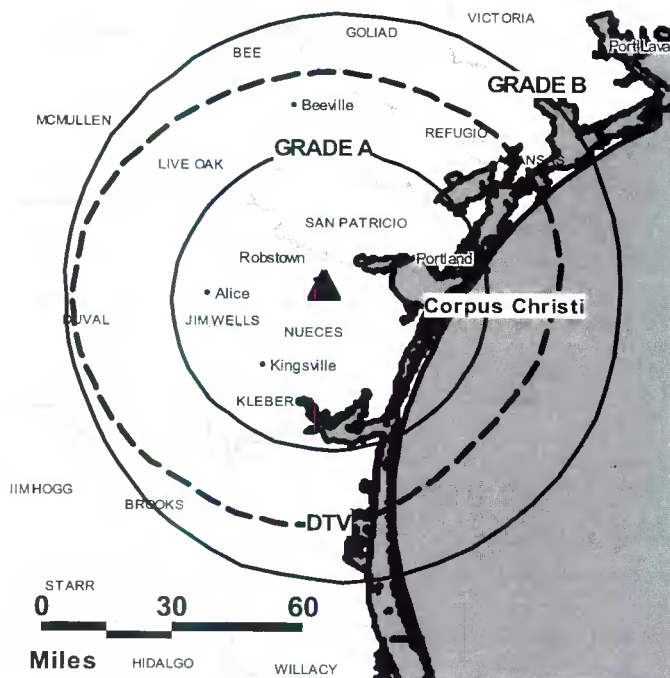 VICTORIA
GOLIAD
BEE
Port Lava
GRADE B
MCMULLEN
Beeville
REFUGIO
GRADE A
LIVE OAK
SAN PATRICIO
Robstown
Portland
Alice
Corpus Christi
DUVAL
JIM WELLS
NUECES
Kingsville
KLEBER
JIM HOGG
BROOKS
DTV
STARR
0 30 60
Miles
HIDALGO
WILLACY